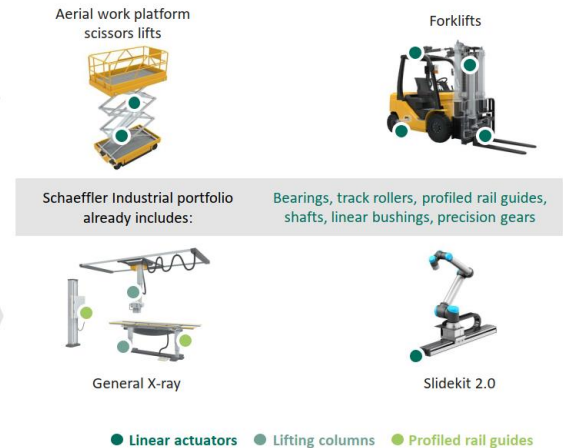 Aerial work platform
scissors lifts
Forklifts
Schaeffler Industrial portfolio
already includes:
Bearings, track rollers, profiled rail guides,
shafts, linear bushings, precision gears
General X-ray
Slidekit 2.0
Linear actuators
Lifting columns
Profiled rail guides